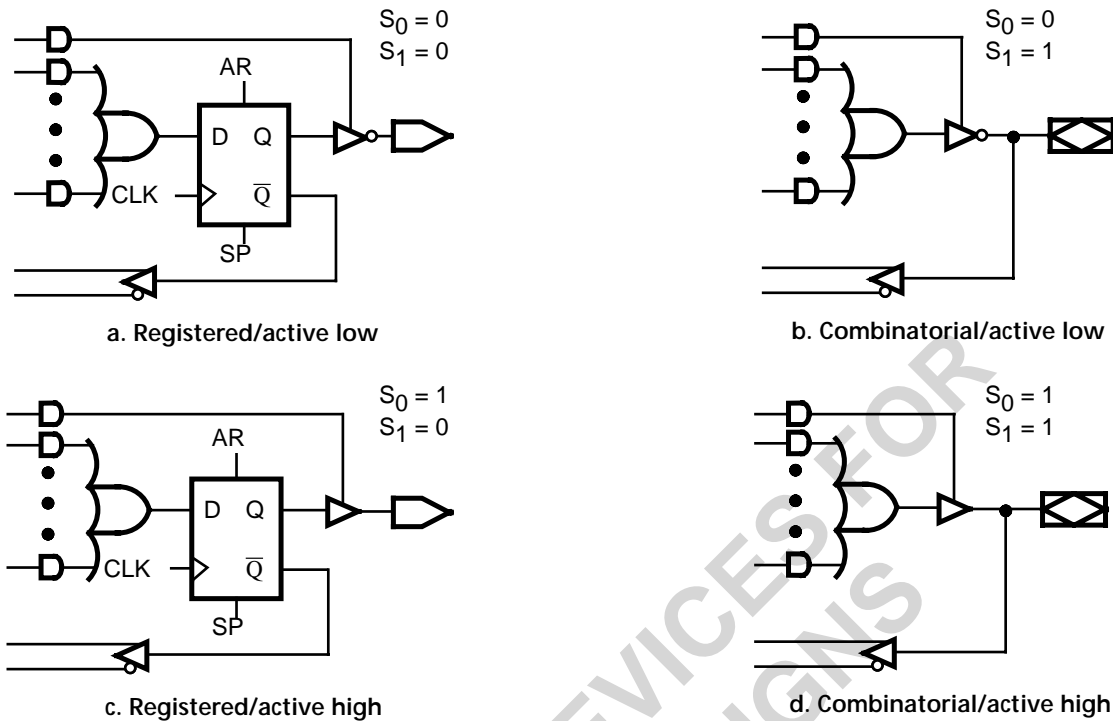 S0 = 0
S1 = 0
AR
D Q
CLK
Q
SP
a. Registered/active low
S0 = 0
S1 = 1
b. Combinatorial/active low
S0 = 1
S1 = 0
AR
D Q
CLK
Q
SP
c. Registered/active high
S0 = 1
S1 = 1
d. Combinatorial/active high
FOR